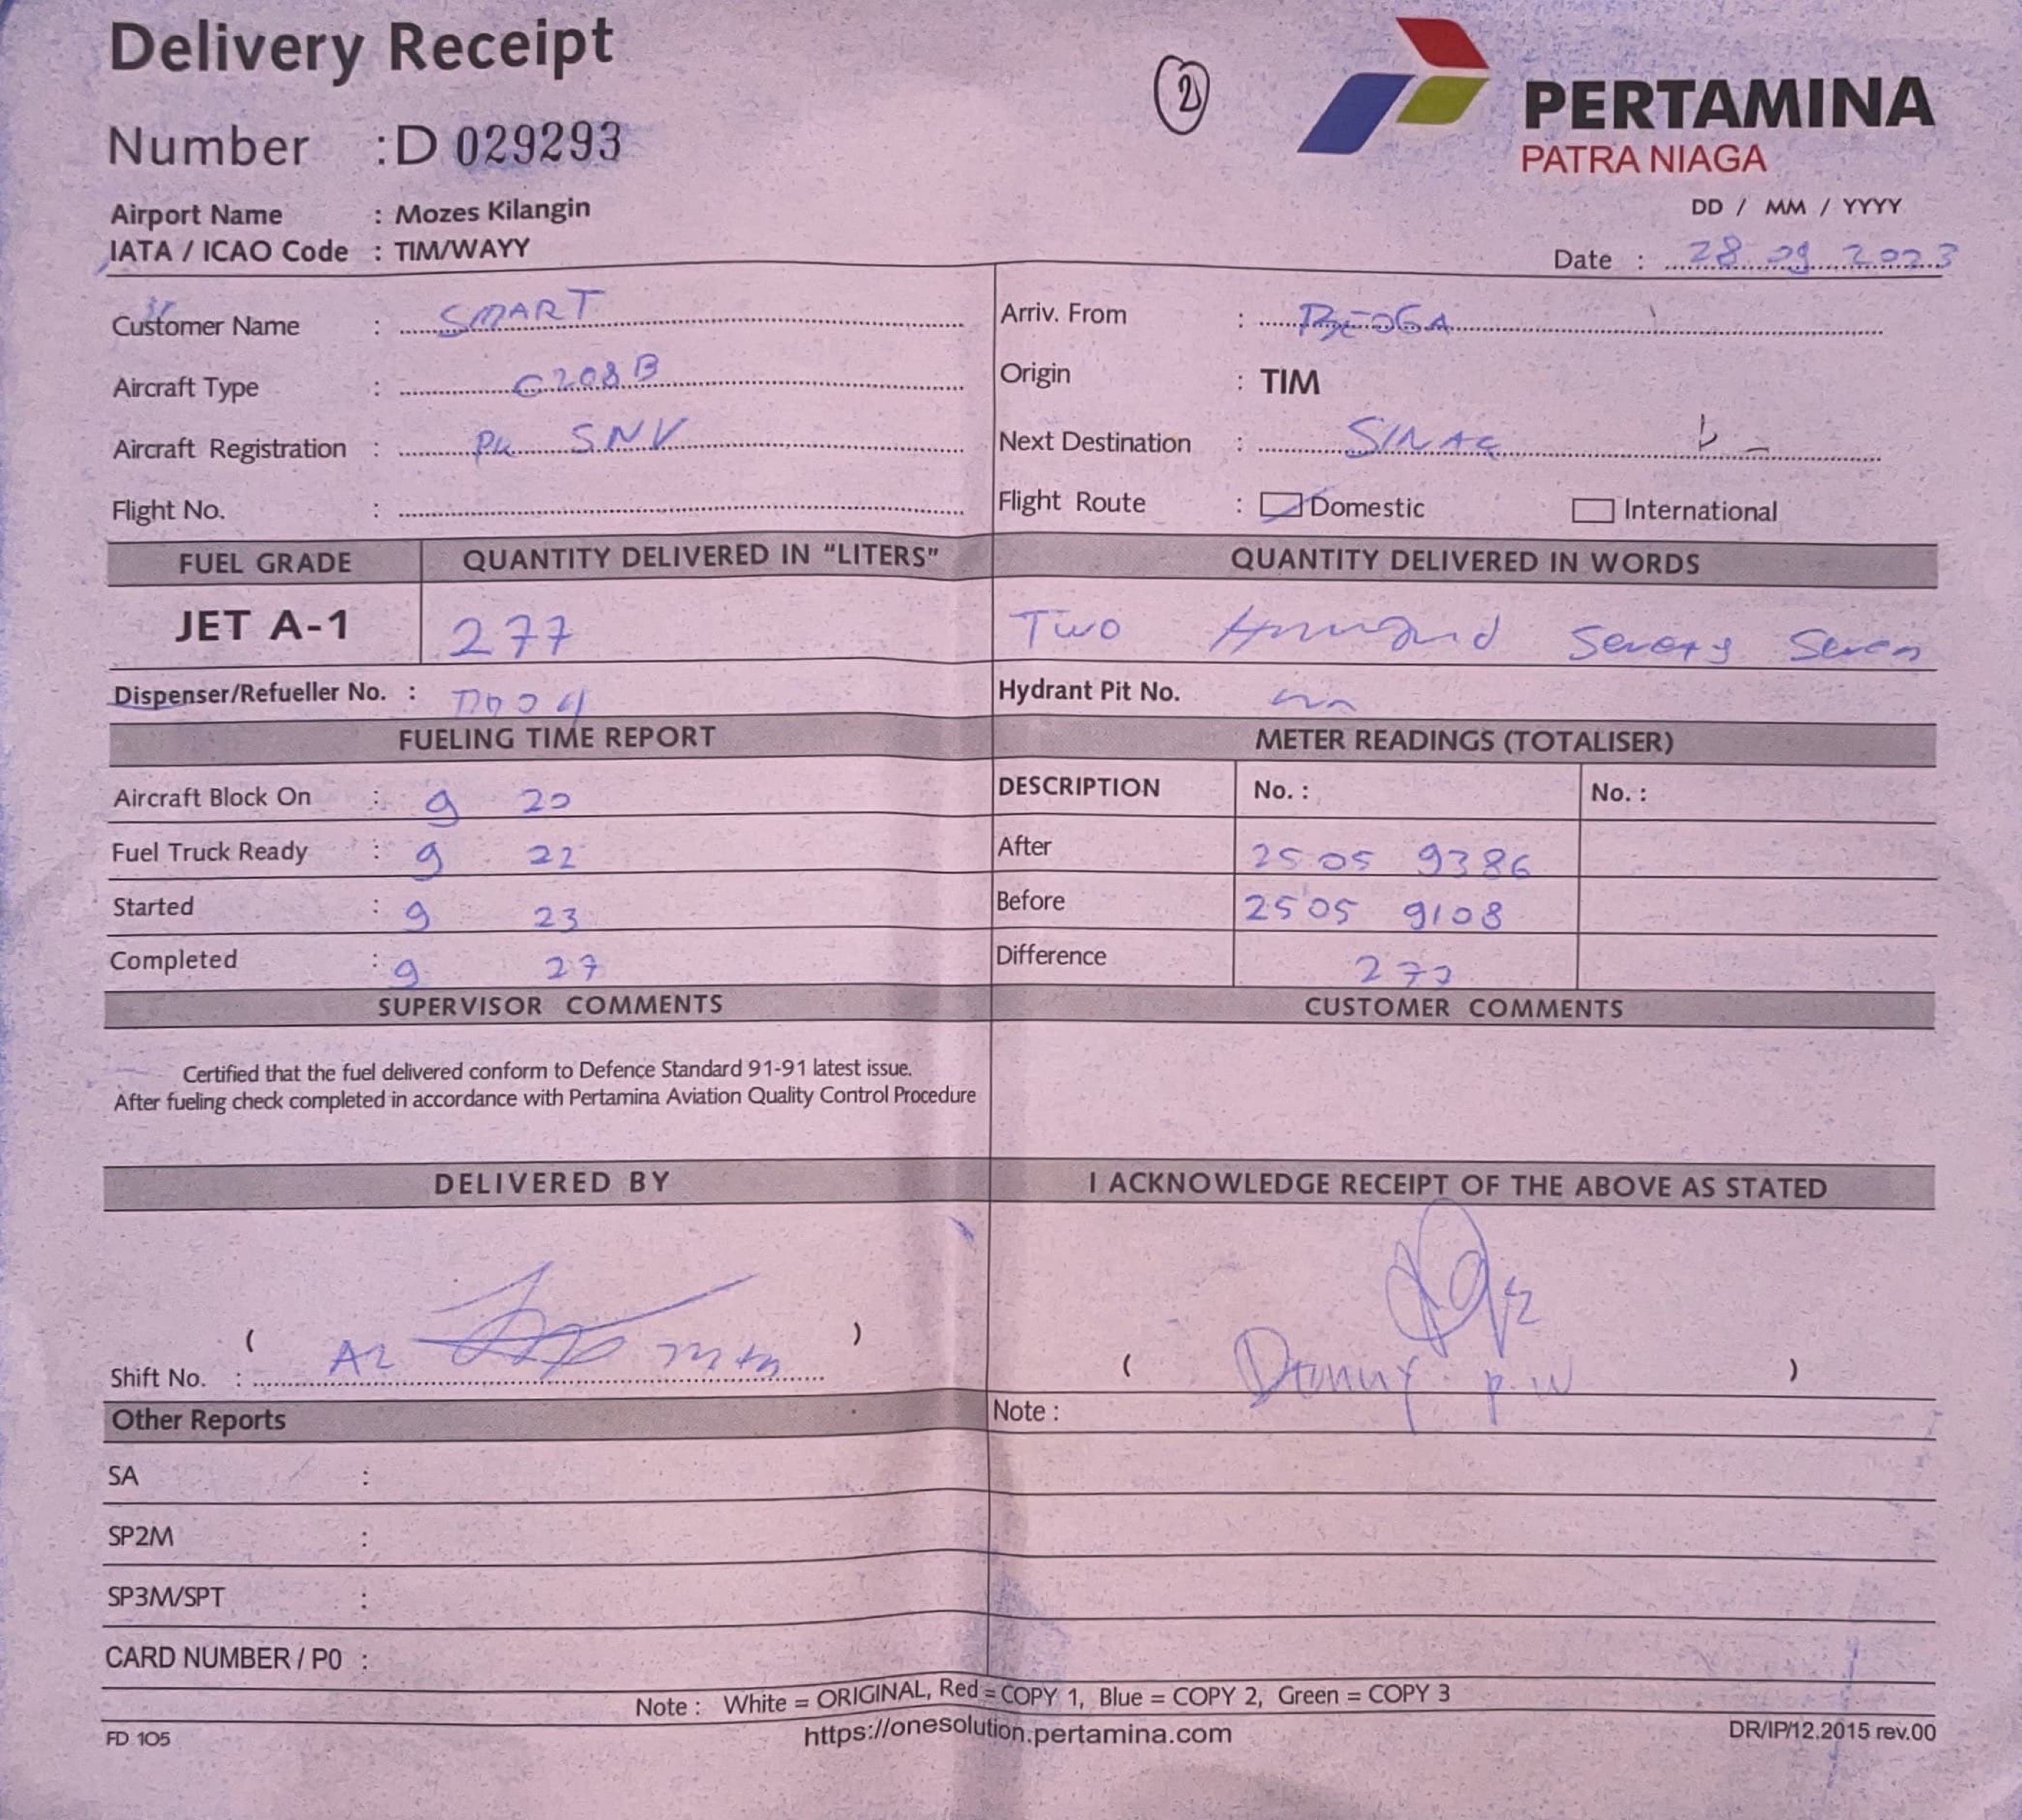 Delivery Receipt
2
PERTAMINA
PATRA NIAGA
Number : D 029293
Airport Name : Mozes Kilangin
IATA / ICAO Code : TIM/WAYY
DD / MM / YYYY
Date : 28 09 2023
Customer Name : SMART
Aircraft Type : C208B
Aircraft Registration : PK SNV
Flight No. :
Arriv. From : BEOGA
Origin : TIM
Next Destination : SINAG
Flight Route : Domestic International
FUEL GRADE QUANTITY DELIVERED IN "LITERS" QUANTITY DELIVERED IN WORDS
JET A-1 277 Two Seven
Dispenser/Refueller No. :
Hydrant Pit No.
FUELING TIME REPORT
Aircraft Block On : 9 20
Fuel Truck Ready : 9 22
Started : 9 23
Completed : 9 27
METER READINGS (TOTALISER)
DESCRIPTION No. : No. :
After 2505 9386
Before 2505 9108
Difference 277
SUPERVISOR COMMENTS
Certified that the fuel delivered conform to Defence Standard 91-91 latest issue.
After fueling check completed in accordance with Pertamina Aviation Quality Control Procedure
CUSTOMER COMMENTS
DELIVERED BY
( )
Shift No. :
I ACKNOWLEDGE RECEIPT OF THE ABOVE AS STATED
( Donny P.W )
Other Reports
Note :
SA :
SP2M :
SP3M/SPT :
CARD NUMBER / P0 :
Note : White = ORIGINAL, Red = COPY 1, Blue = COPY 2, Green = COPY 3
FD 105
https://onesolution.pertamina.com
DR/IP/12.2015 rev.00